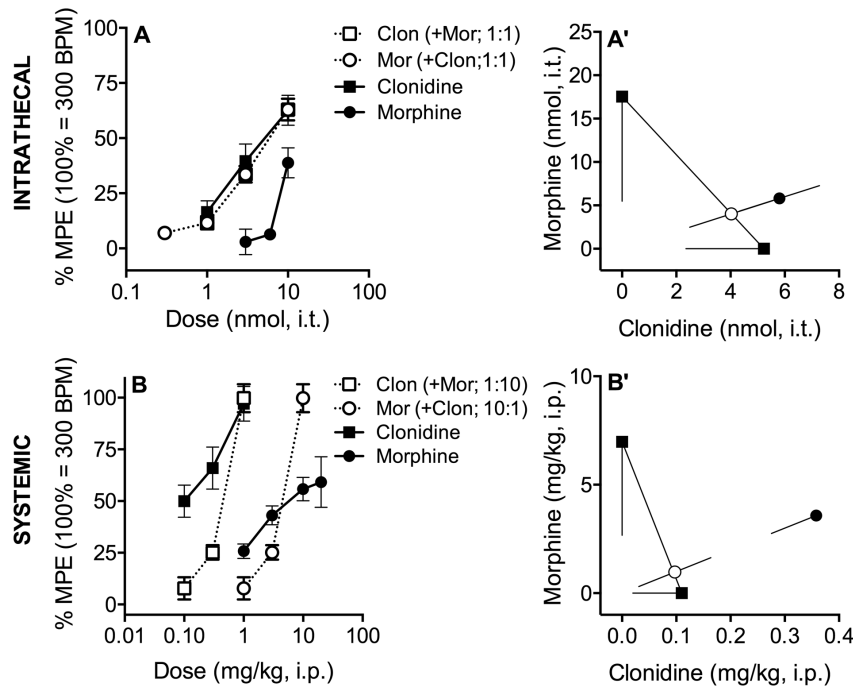 INTRATHECAL
A
% MPE (100% = 300 BPM)
100
75
50
25
0
0.1
1
10
100
Dose (nmol, i.t.)
Clon (+Mor; 1:1)
Mor (+Clon;1:1)
Clonidine
Morphine
A'
Morphine (nmol, i.t.)
25
20
15
10
5
0
0
2
4
6
8
Clonidine (nmol, i.t.)
SYSTEMIC
B
% MPE (100% = 300 BPM)
100
75
50
25
0
0.01
0.10
1
10
100
Dose (mg/kg, i.p.)
Clon (+Mor; 1:10)
Mor (+Clon; 10:1)
Clonidine
Morphine
B'
Morphine (mg/kg, i.p.)
10
5
0
0.0
0.1
0.2
0.3
0.4
Clonidine (mg/kg, i.p.)